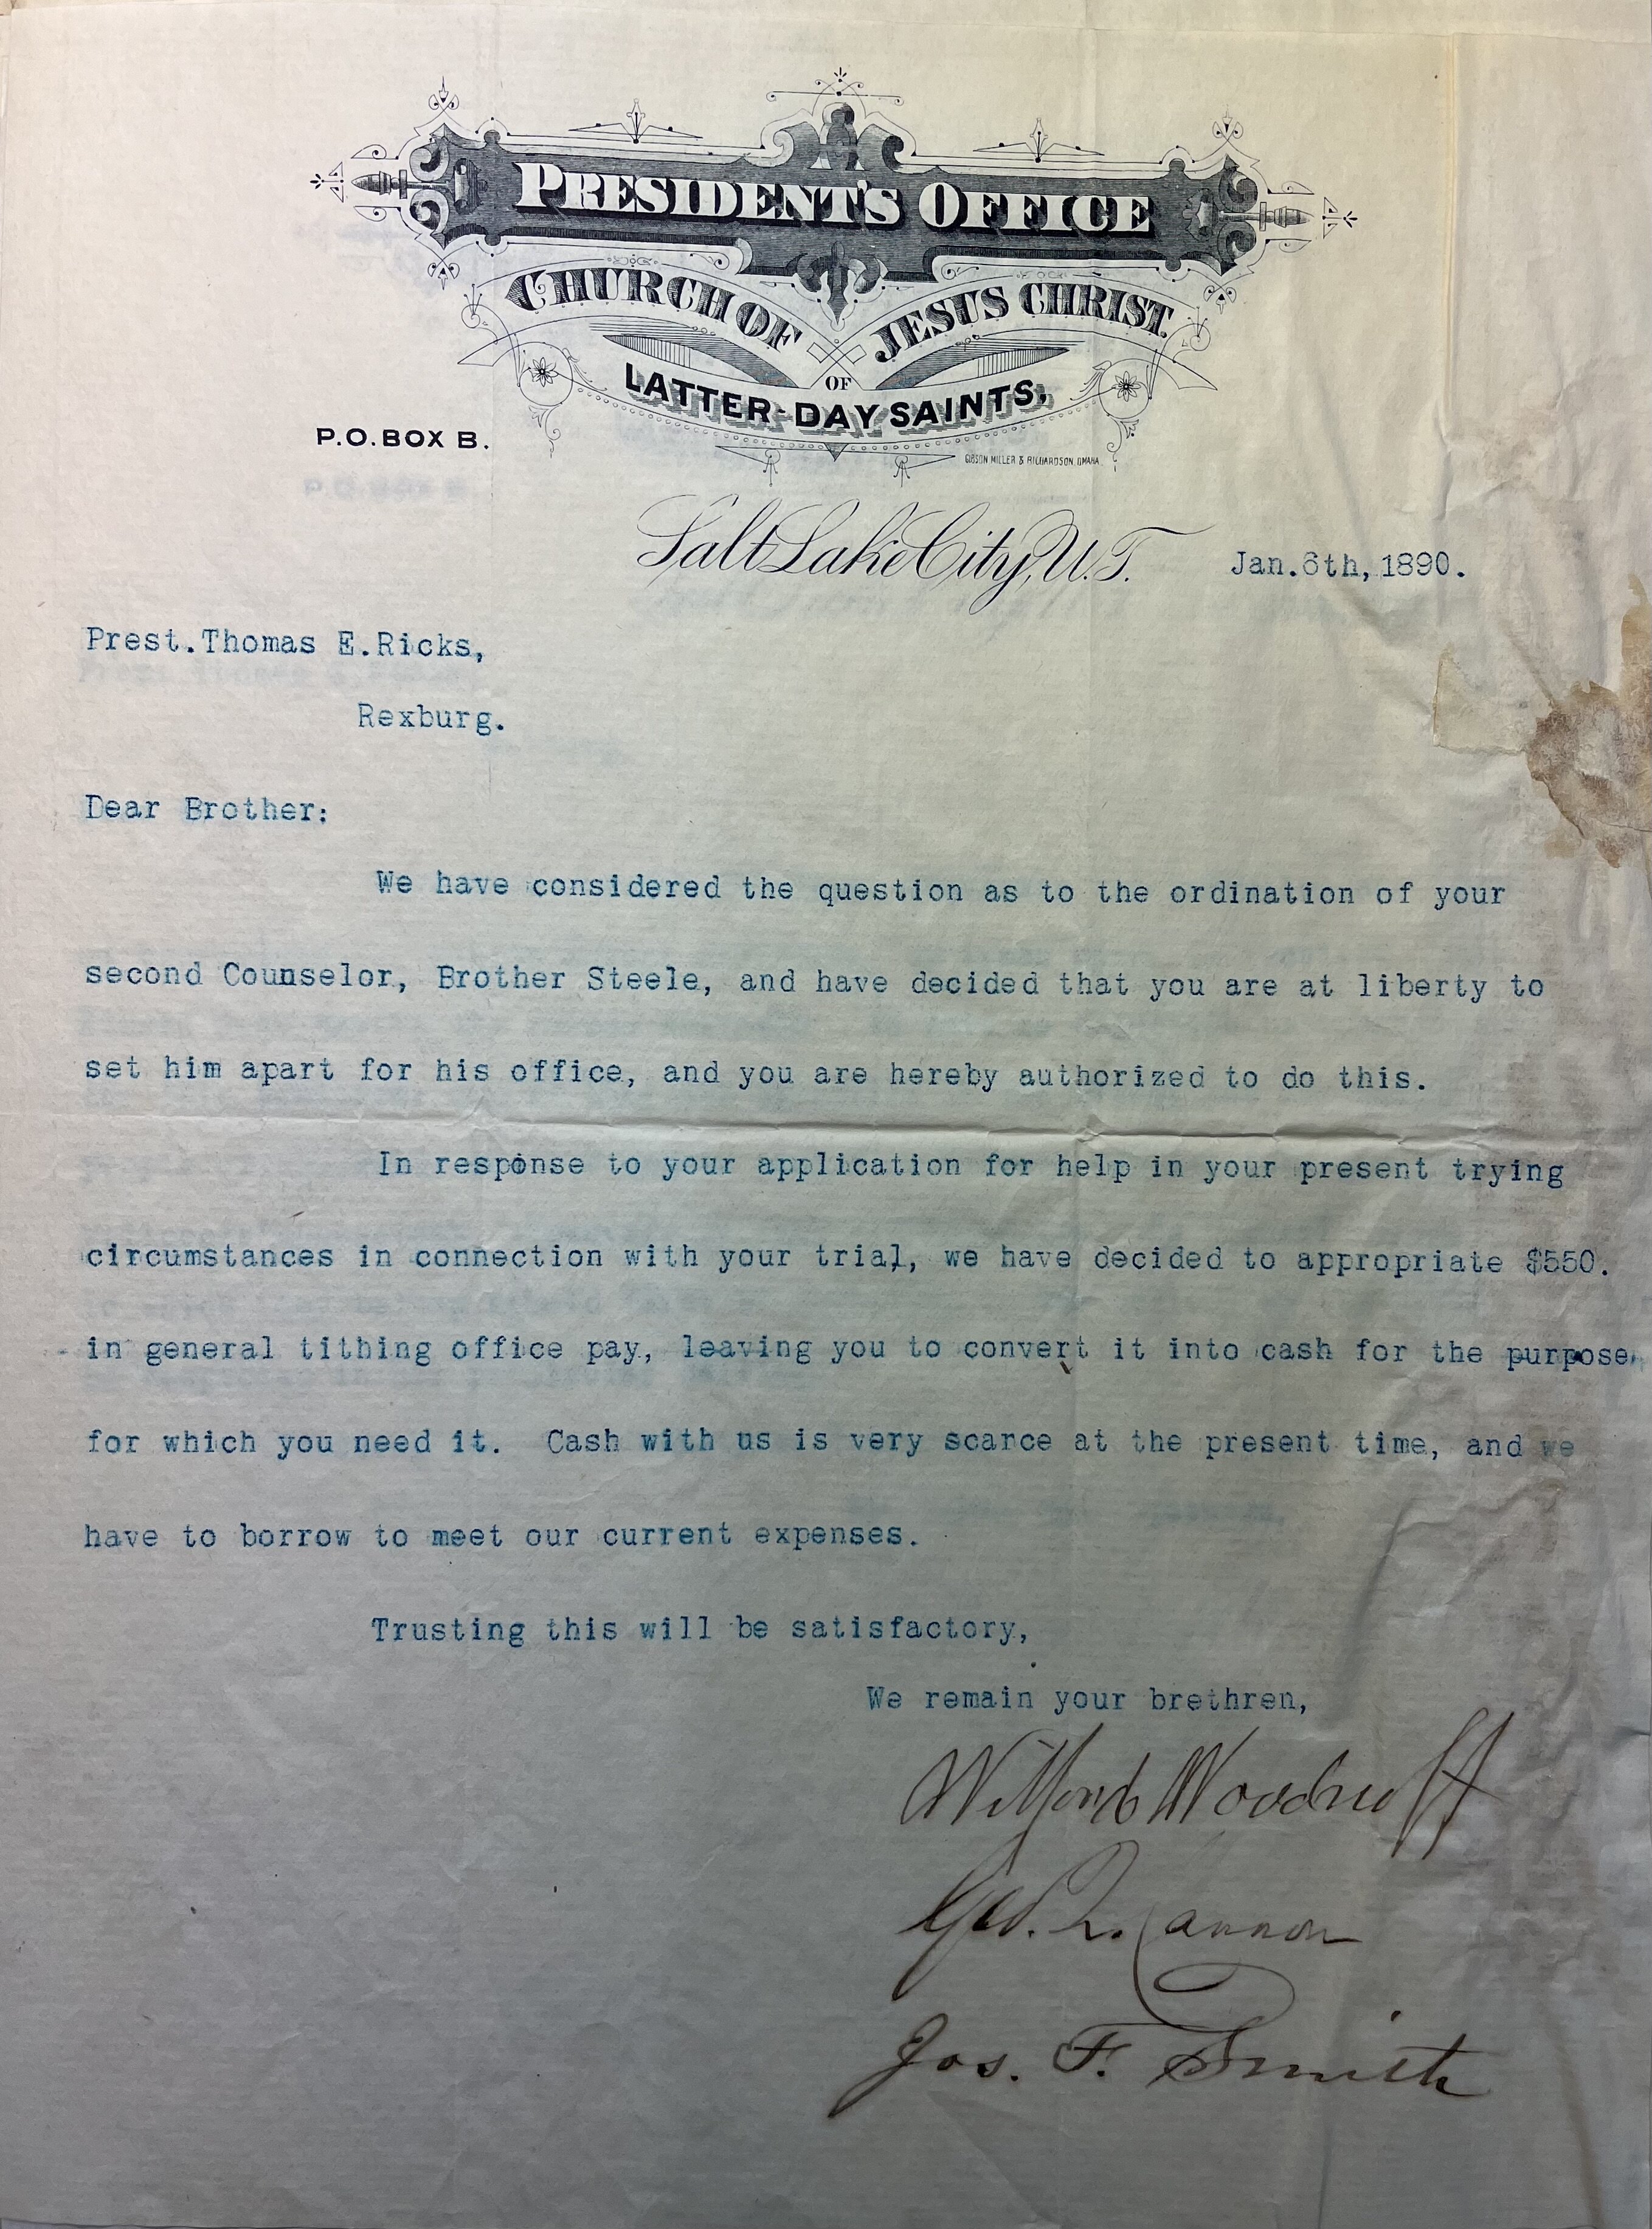 PRESIDENT'S OFFICE
CHURCH OF JESUS CHRIST
OF
LATTER-DAY SAINTS.
P.O. BOX B.
GIBSON MILLER & RICHARDSON, OMAHA.
Salt Lake City, U.T. Jan.6th, 1890.
Prest. Thomas E. Ricks,
Rexburg.
Dear Brother:
We have considered the question as to the ordination of your
second Counselor, Brother Steele, and have decided that you are at liberty to
set him apart for his office, and you are hereby authorized to do this.
In response to your application for help in your present trying
circumstances in connection with your trial, we have decided to appropriate $550.
in general tithing office pay, leaving you to convert it into cash for the purpose
for which you need it. Cash with us is very scarce at the present time, and we
have to borrow to meet our current expenses.
Trusting this will be satisfactory,
We remain your brethren,
Wilford Woodruff
Geo. Q. Cannon
Jos. F. Smith